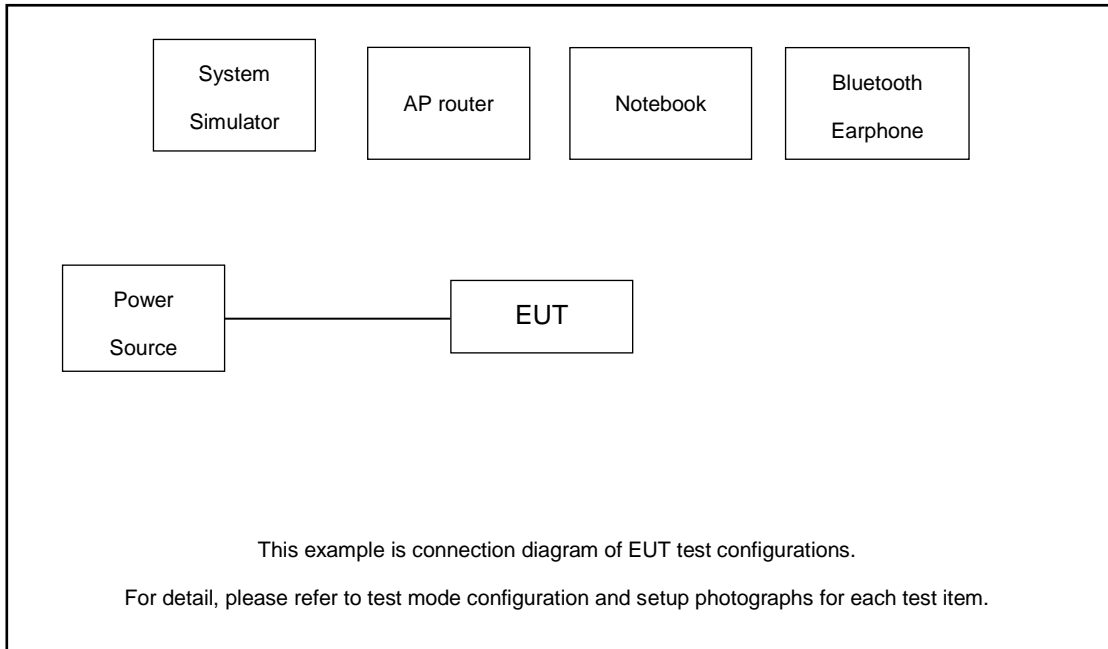 System
Simulator
AP router
Notebook
Bluetooth
Earphone
Power
Source
EUT
This example is connection diagram of EUT test configurations.
For detail, please refer to test mode configuration and setup photographs for each test item.